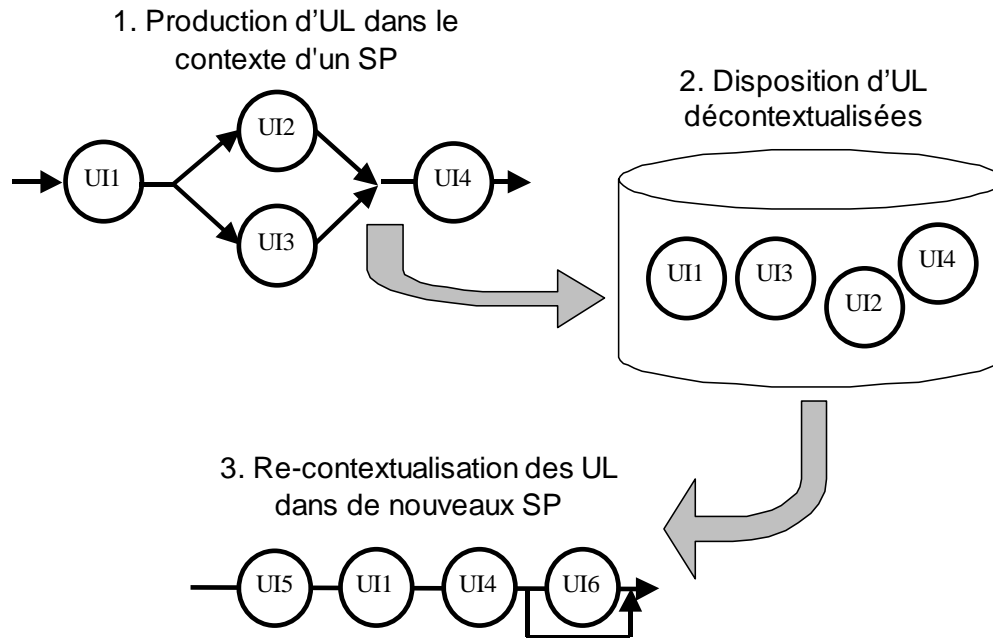 1. Production d’UL dans le
contexte d'un SP
UI1
UI2
UI3
UI4
2. Disposition d’UL
décontextualisées
UI1
UI3
UI2
UI4
3. Re-contextualisation des UL
dans de nouveaux SP
UI5
UI1
UI4
UI6